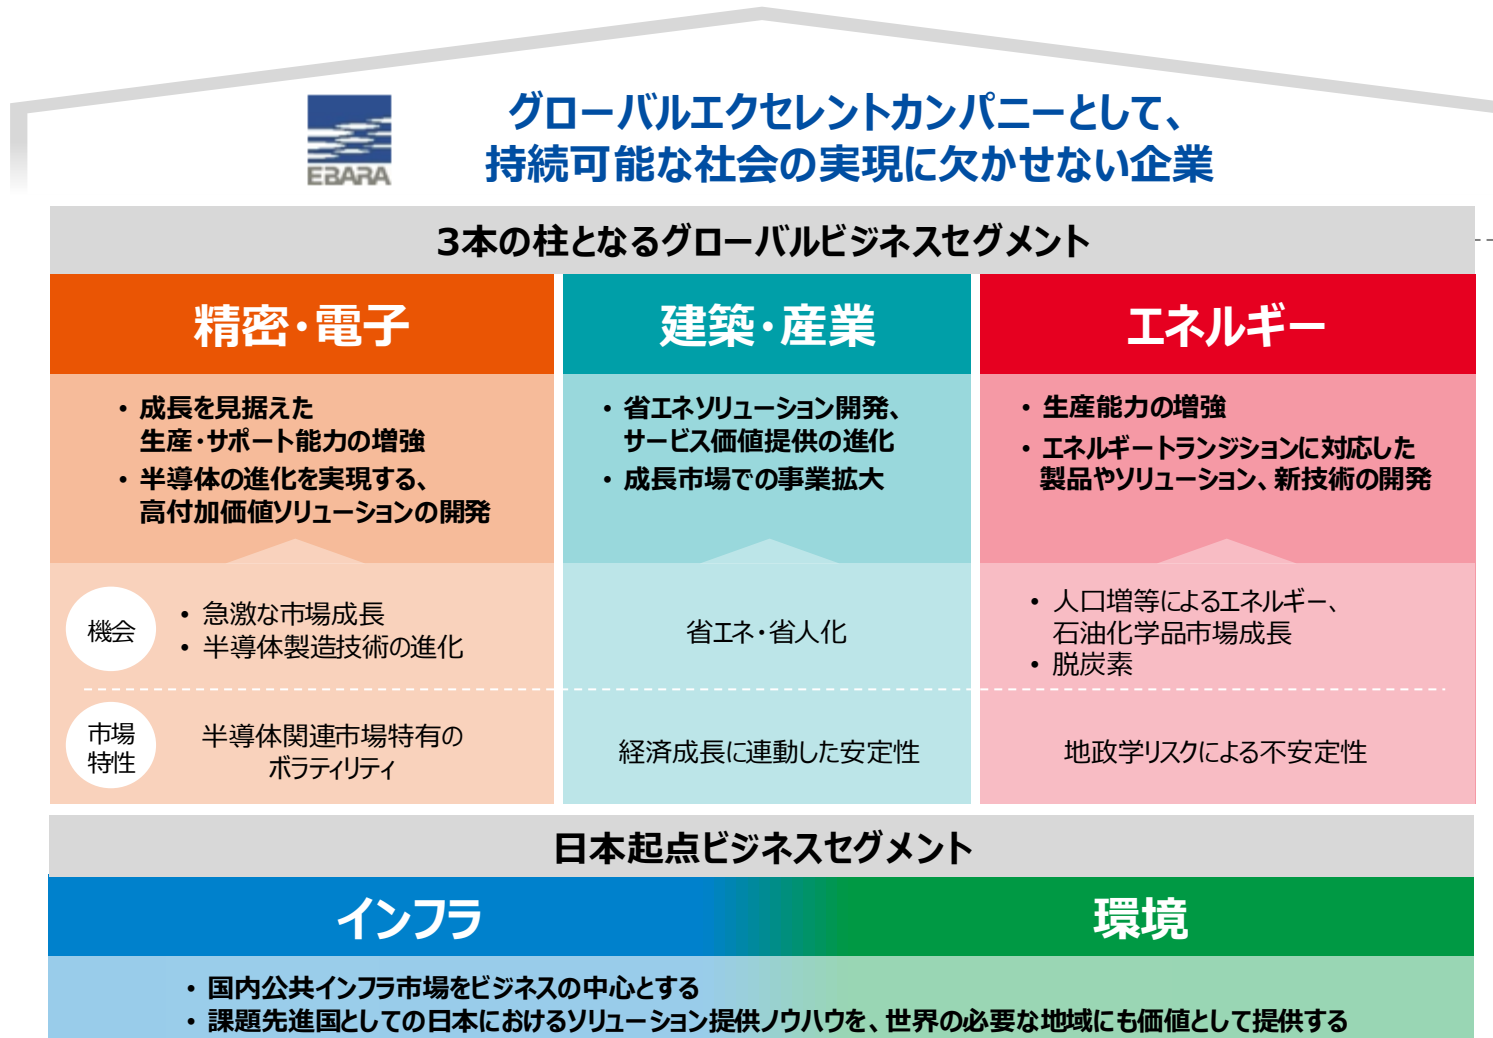 グローバルエクセレントカンパニーとして、
持続可能な社会の実現に欠かせない企業
EBARA
3本の柱となるグローバルビジネスセグメント
精密・電子
・成長を見据えた
生産・サポート能力の増強
・半導体の進化を実現する、
高付加価値ソリューションの開発
建築・産業
・省エネソリューション開発、
サービス価値提供の進化
・成長市場での事業拡大
エネルギー
・生産能力の増強
・エネルギートランジションに対応した
製品やソリューション、新技術の開発
機会
・急激な市場成長
・半導体製造技術の進化
省エネ・省人化
・人口増等によるエネルギー、
石油化学品市場成長
・脱炭素
市場
特性
半導体関連市場特有の
ボラティリティ
経済成長に連動した安定性
地政学リスクによる不安定性
日本起点ビジネスセグメント
インフラ
環境
・国内公共インフラ市場をビジネスの中心とする
・課題先進国としての日本におけるソリューション提供ノウハウを、世界の必要な地域にも価値として提供する